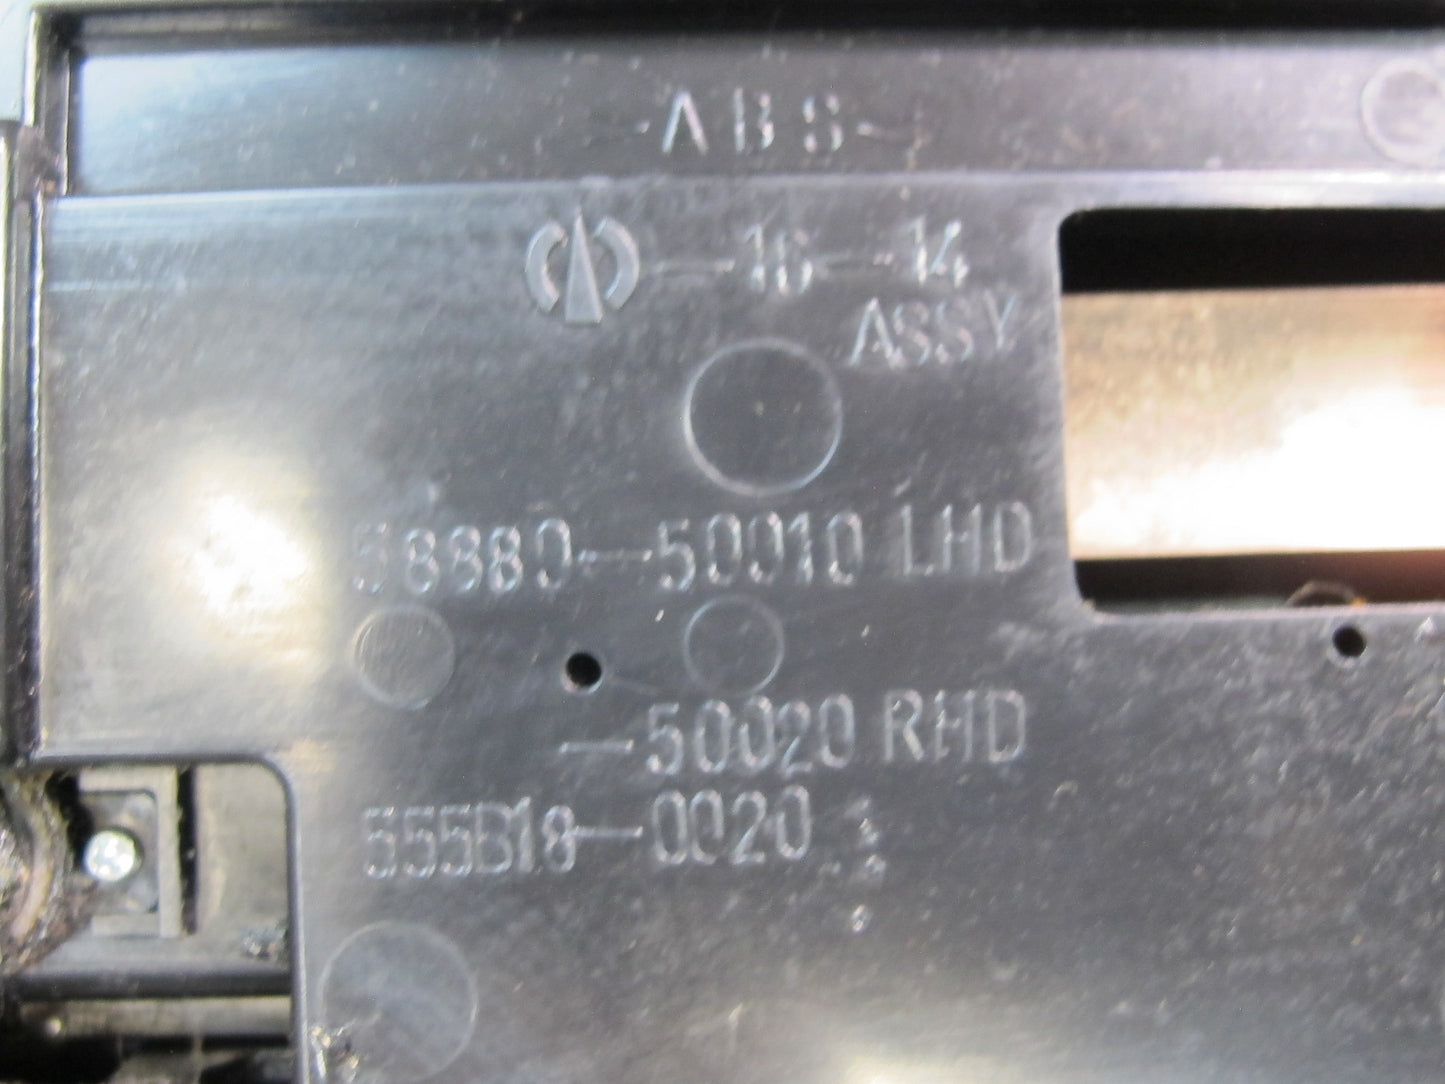 -ABS-
—16—14
ASSY
58880—50010 LHD
—50020 RHD
555B18—0020